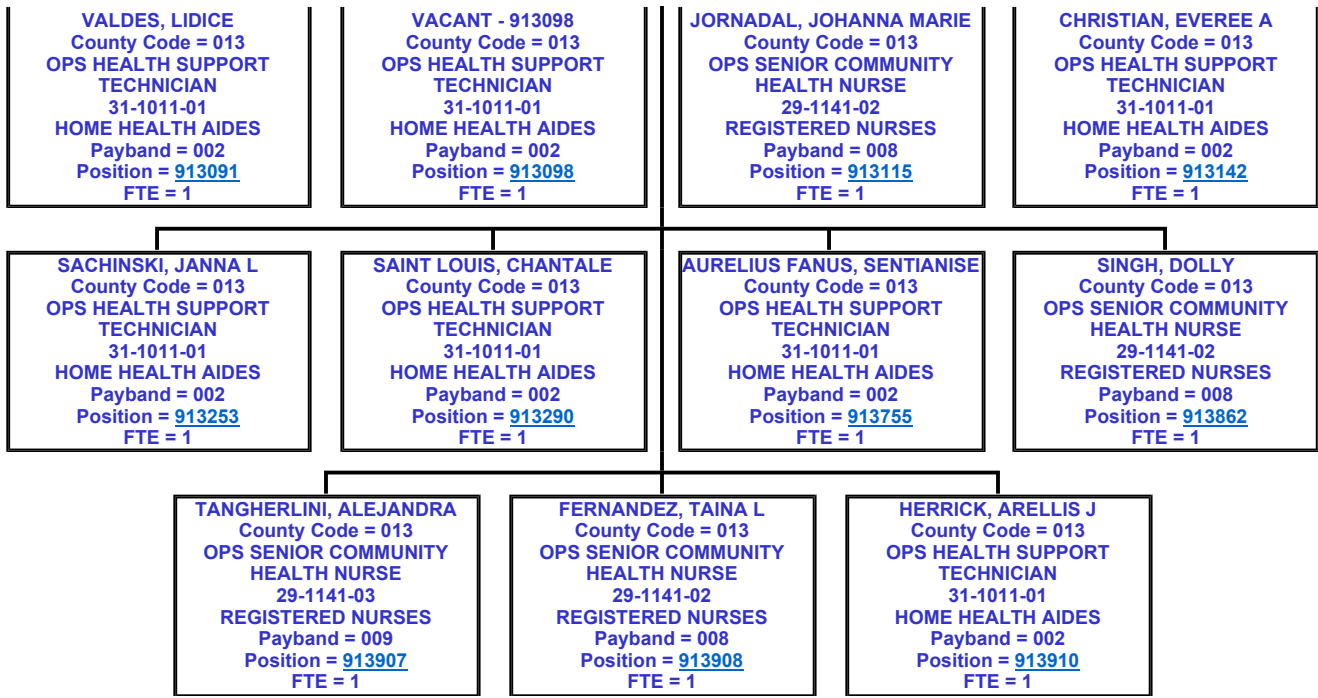 VALDES, LIDICE
County Code = 013
OPS HEALTH SUPPORT
TECHNICIAN
31-1011-01
HOME HEALTH AIDES
Payband = 002
Position = 913091
FTE = 1
VACANT - 913098
County Code = 013
OPS HEALTH SUPPORT
TECHNICIAN
31-1011-01
HOME HEALTH AIDES
Payband = 002
Position = 913098
FTE = 1
JORNADAL, JOHANNA MARIE
County Code = 013
OPS SENIOR COMMUNITY
HEALTH NURSE
29-1141-02
REGISTERED NURSES
Payband = 008
Position = 913115
FTE = 1
CHRISTIAN, EVEREE A
County Code = 013
OPS HEALTH SUPPORT
TECHNICIAN
31-1011-01
HOME HEALTH AIDES
Payband = 002
Position = 913142
FTE = 1
SACHINSKI, JANNA L
County Code = 013
OPS HEALTH SUPPORT
TECHNICIAN
31-1011-01
HOME HEALTH AIDES
Payband = 002
Position = 913253
FTE = 1
SAINT LOUIS, CHANTALE
County Code = 013
OPS HEALTH SUPPORT
TECHNICIAN
31-1011-01
HOME HEALTH AIDES
Payband = 002
Position = 913290
FTE = 1
AURELIUS FANUS, SENTIANISE
County Code = 013
OPS HEALTH SUPPORT
TECHNICIAN
31-1011-01
HOME HEALTH AIDES
Payband = 002
Position = 913755
FTE = 1
SINGH, DOLLY
County Code = 013
OPS SENIOR COMMUNITY
HEALTH NURSE
29-1141-02
REGISTERED NURSES
Payband = 008
Position = 913862
FTE = 1
TANGHERLINI, ALEJANDRA
County Code = 013
OPS SENIOR COMMUNITY
HEALTH NURSE
29-1141-03
REGISTERED NURSES
Payband = 009
Position = 913907
FTE = 1
FERNANDEZ, TAINA L
County Code = 013
OPS SENIOR COMMUNITY
HEALTH NURSE
29-1141-02
REGISTERED NURSES
Payband = 008
Position = 913908
FTE = 1
HERRICK, ARELLIS J
County Code = 013
OPS HEALTH SUPPORT
TECHNICIAN
31-1011-01
HOME HEALTH AIDES
Payband = 002
Position = 913910
FTE = 1